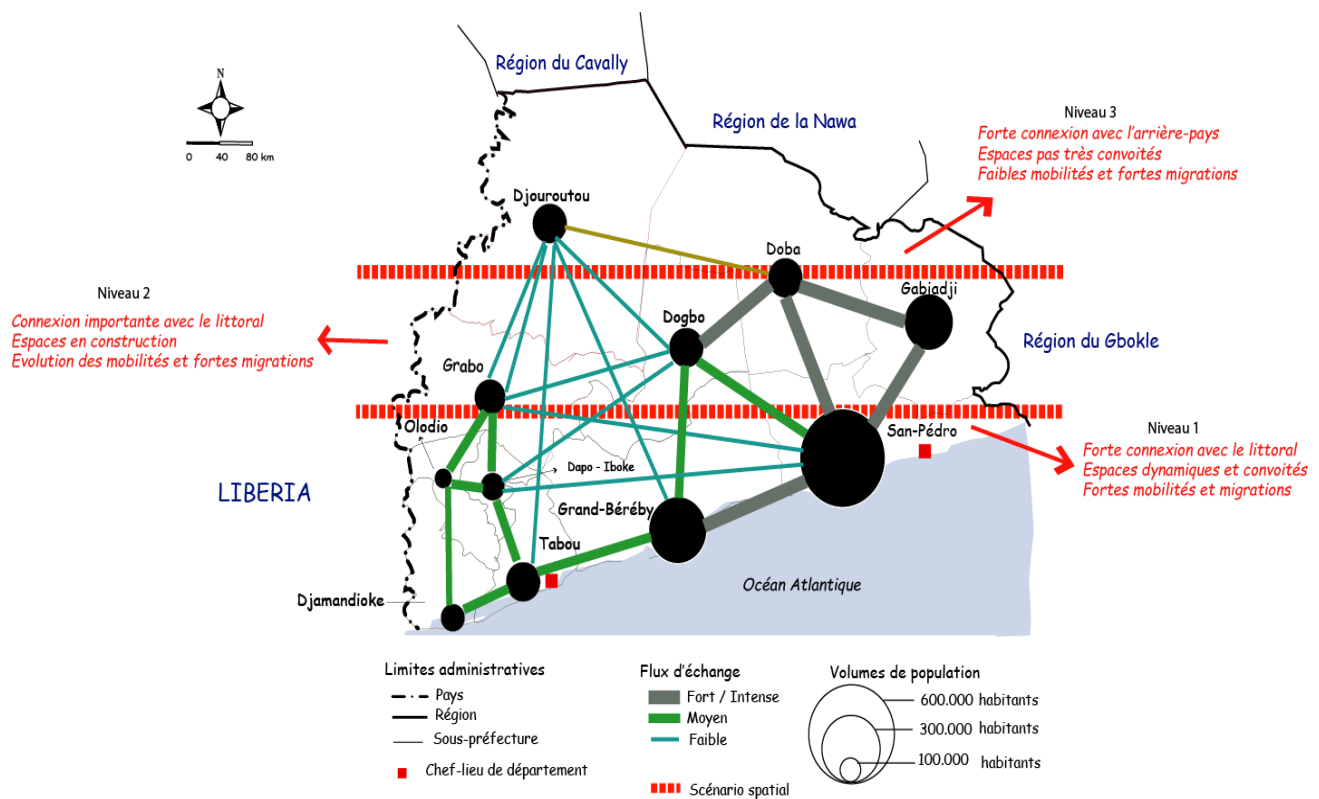 Région du Cavally
N
0 40 80 km
Région de la Nawa
Niveau 3
Forte connexion avec l'arrière-pays
Espaces pas très convoités
Faibles mobilités et fortes migrations
Djouroutou
Doba
Gabiadji
Niveau 2
Connexion importante avec le littoral
Espaces en construction
Evolution des mobilités et fortes migrations
Dogbo
Région du Gbokle
Grabo
Olodio
San-Pédro
Niveau 1
Forte connexion avec le littoral
Espaces dynamiques et convoités
Fortes mobilités et migrations
Dapo - Iboke
LIBERIA
Grand-Béréby
Tabou
Océan Atlantique
Djamandioke
Limites administratives
Pays
Région
Sous-préfecture
Chef-lieu de département
Flux d'échange
Fort / Intense
Moyen
Faible
Scénario spatial
Volumes de population
600.000 habitants
300.000 habitants
100.000 habitants